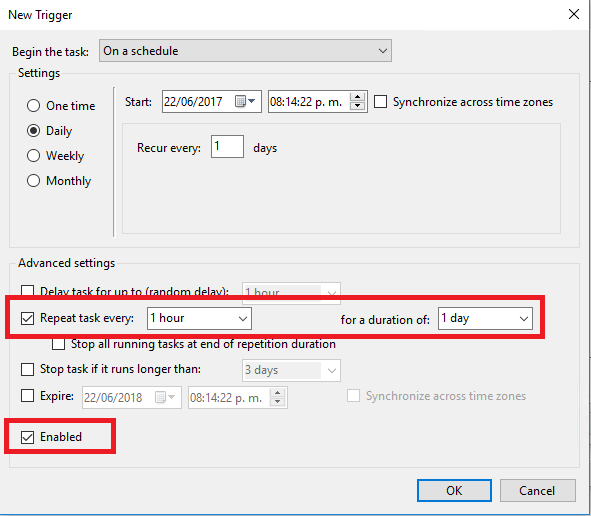 New Trigger
Begin the task: On a schedule
Settings
One time
Daily
Weekly
Monthly
Start: 22/06/2017 08:14:22 p. m. Synchronize across time zones
Recur every: 1 days
Advanced settings
Delay task for up to (random delay): 1 hour
Repeat task every: 1 hour for a duration of: 1 day
Stop all running tasks at end of repetition duration
Stop task if it runs longer than: 3 days
Expire: 22/06/2018 08:14:22 p. m. Synchronize across time zones
Enabled
OK Cancel